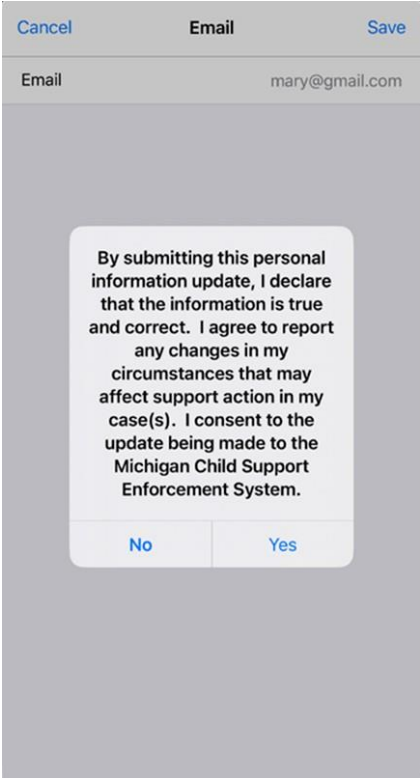 Cancel Email Save
Email mary@gmail.com
By submitting this personal
information update, I declare
that the information is true
and correct.  I agree to report
any changes in my
circumstances that may
affect support action in my
case(s).  I consent to the
update being made to the
Michigan Child Support
Enforcement System.
No Yes